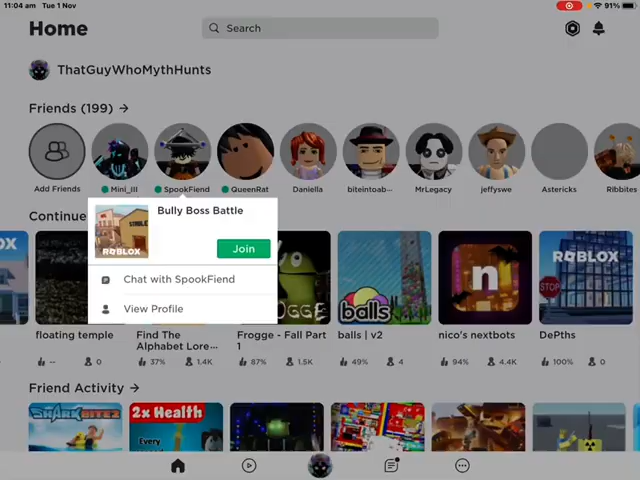 11:04 am Tue 1 Nov 91%
Home
Search
ThatGuyWhoMythHunts
Friends (199) →
Add Friends
Mini_III
SpookFiend
QueenRat
Daniella
biteintoab···
MrLegacy
jeffyswe
Astericks
Ribbites
Continue
Bully Boss Battle
ROBLOX
Join
Chat with SpookFiend
View Profile
OX
FROGGE
balls
n
ROBLOX
STOP
floating temple
Find The
Alphabet Lore...
Frogge - Fall Part
1
balls | v2
nico's nextbots
DePths
-- 0
37% 1.4K
87% 1.5K
49% 4
94% 4.4K
100% 0
Friend Activity →
SHARKBITE2
2x Health
Every